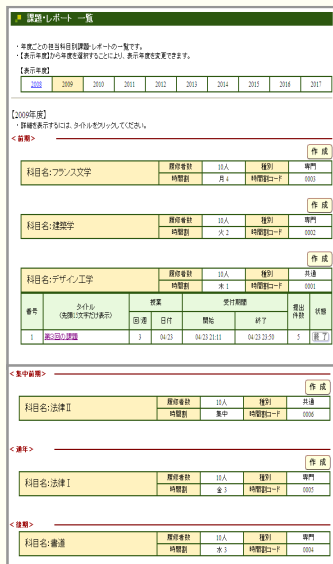 課題・レポート 一覧
・年度ごとの担当科目別課題・レポートの一覧です。
・【表示年度】から年度を選択することにより、表示年度を変更できます。
【表示年度】
2008 2009 2010 2011 2012 2013 2014 2015 2016 2017
【2009年度】
・詳細を表示するには、タイトルをクリックしてください。
<前期>
作 成
科目名:フランス文学 履修者数 10人 種別 専門
時間割 月 4 時間割コード 0003
作 成
科目名:建築学 履修者数 10人 種別 専門
時間割 火 2 時間割コード 0002
作 成
科目名:デザイン工学 履修者数 10人 種別 共通
時間割 木 1 時間割コード 0001
番号 タイトル (先頭15文字だけ表示) 授業 受付期間 提出件数 状態
回/週 日付 開始 終了
1 第3回の課題 3 04/23 04/23 21:11 04/23 23:50 5 終 了
<集中前期>
作 成
科目名:法律Ⅱ 履修者数 10人 種別 共通
時間割 集中 時間割コード 0006
<通年>
作 成
科目名:法律Ⅰ 履修者数 10人 種別 専門
時間割 金 3 時間割コード 0005
<後期>
作 成
科目名:書道 履修者数 10人 種別 専門
時間割 水 3 時間割コード 0004